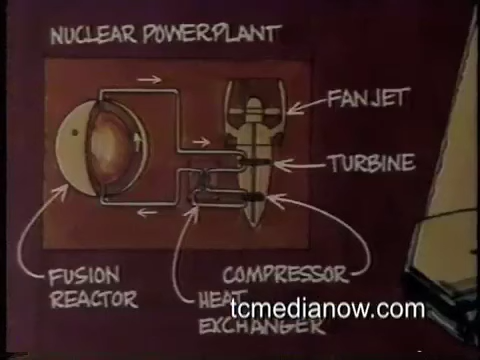 NUCLEAR POWERPLANT
FANJET
TURBINE
FUSION
REACTOR
COMPRESSOR
HEAT
EXCHANGER
tcmedianow.com